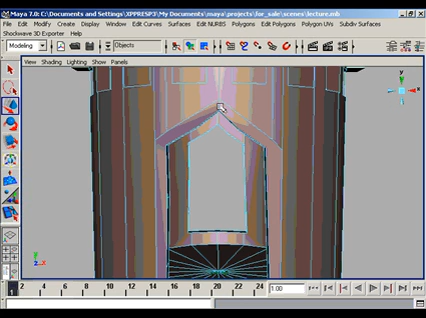 Maya 7.0: C:\Documents and Settings\XPPRESP3\My Documents\maya\projects\for_sale\scenes\lecture.mb
File Edit Modify Create Display Window Edit Curves Surfaces Edit NURBS Polygons Edit Polygons Polygon UVs Subdiv Surfaces
Shockwave 3D Exporter Help
Modeling Objects
View Shading Lighting Show Panels
y
x
y
z x
1 2 4 6 8 10 12 14 16 18 20 22 24 1.00